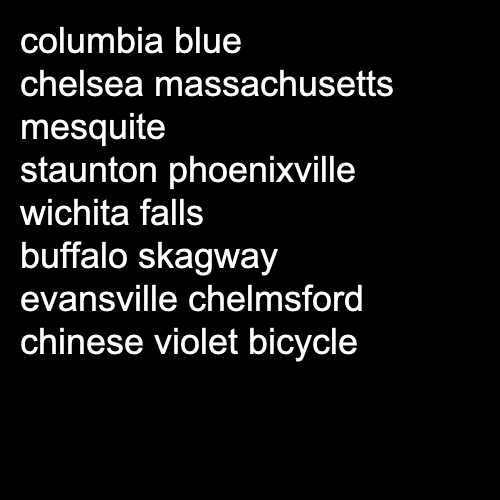 columbia blue
chelsea massachusetts
mesquite
staunton phoenixville
wichita falls
buffalo skagway
evansville chelmsford
chinese violet bicycle